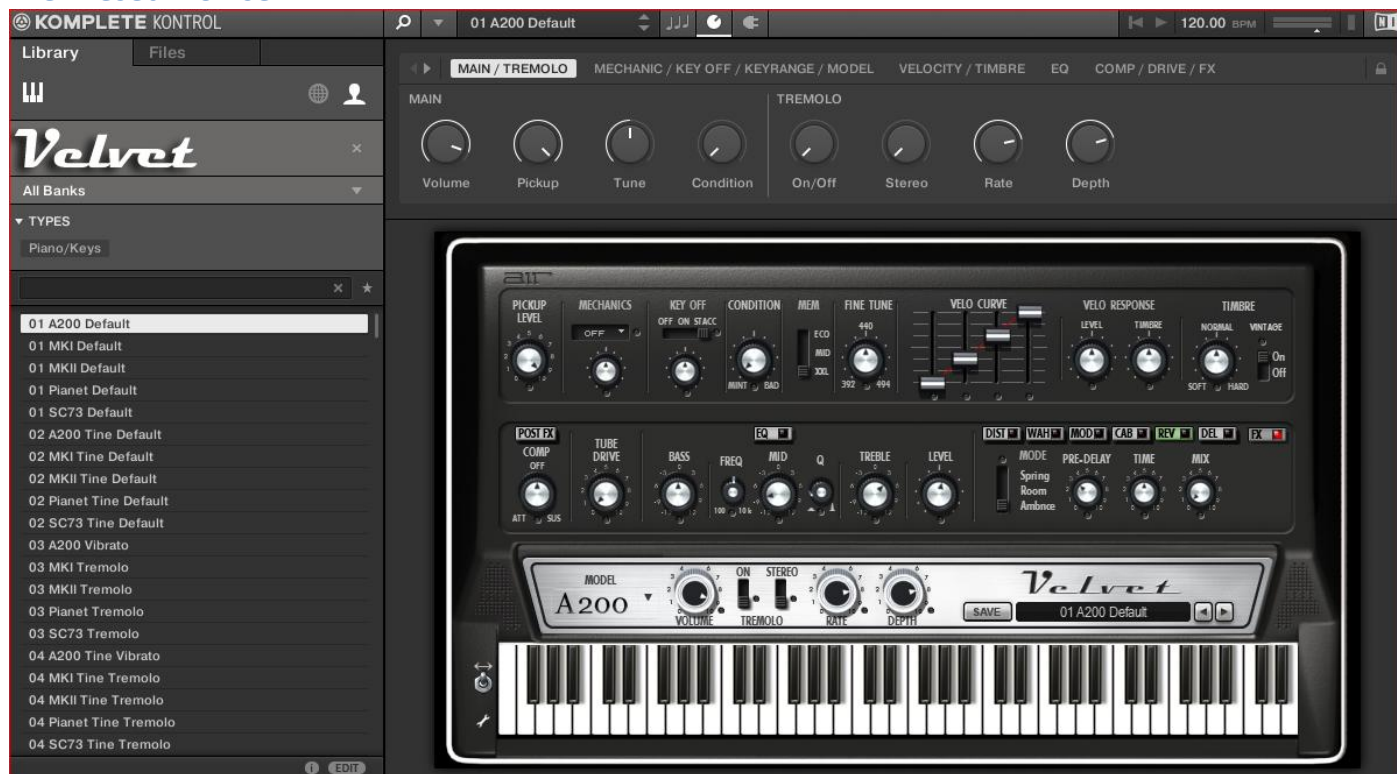 KOMPLETE KONTROL
01 A200 Default
120.00 BPM
Library Files
Velvet
All Banks
TYPES
Piano/Keys
01 A200 Default
01 MKI Default
01 MKII Default
01 Pianet Default
01 SC73 Default
02 A200 Tine Default
02 MKI Tine Default
02 MKII Tine Default
02 Pianet Tine Default
02 SC73 Tine Default
03 A200 Vibrato
03 MKI Tremolo
03 MKII Tremolo
03 Pianet Tremolo
03 SC73 Tremolo
04 A200 Tine Vibrato
04 MKI Tine Tremolo
04 MKII Tine Tremolo
04 Pianet Tine Tremolo
04 SC73 Tine Tremolo
EDIT
MAIN / TREMOLO MECHANIC / KEY OFF / KEYRANGE / MODEL VELOCITY / TIMBRE EQ COMP / DRIVE / FX
MAIN TREMOLO
Volume Pickup Tune Condition On/Off Stereo Rate Depth
air
PICKUP LEVEL MECHANICS KEY OFF CONDITION MEM FINE TUNE VELO CURVE VELO RESPONSE TIMBRE
OFF OFF ON STACC ECO MID XXL 440 LEVEL TIMBRE NORMAL VINTAGE
On
Off
MINT BAD 392 494 SOFT HARD
POST FX EQ DIST WAH MOD CAB REV DEL FX
COMP TUBE DRIVE BASS FREQ MID Q TREBLE LEVEL MODE PRE-DELAY TIME MIX
OFF
Spring
Room
Ambnce
ATT SUS 100 10k
MODEL ON STEREO Velvet
A200
VOLUME TREMOLO RATE DEPTH SAVE 01 A200 Default